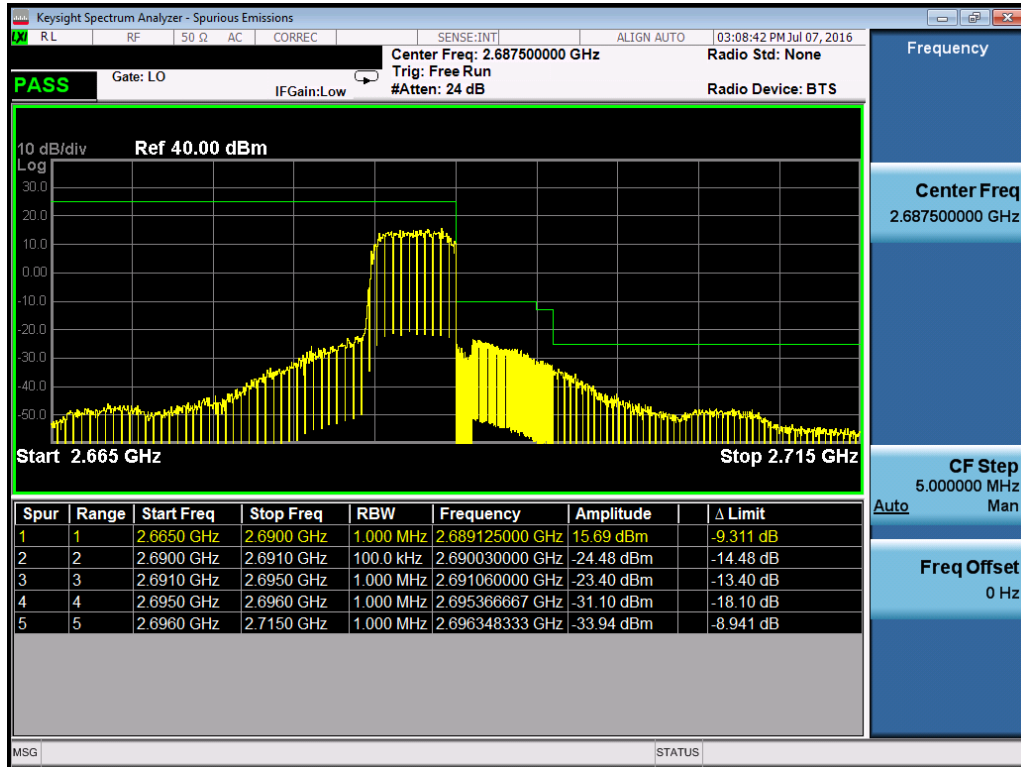 Keysight Spectrum Analyzer - Spurious Emissions
LXI RL RF 50 Ω AC CORREC SENSE:INT ALIGN AUTO 03:08:42 PM Jul 07, 2016
Center Freq: 2.687500000 GHz Radio Std: None
PASS Gate: LO Trig: Free Run
IFGain:Low #Atten: 24 dB Radio Device: BTS
Frequency
10 dB/div Ref 40.00 dBm
Log
30.0
20.0
10.0
0.00
-10.0
-20.0
-30.0
-40.0
-50.0
Start 2.665 GHz Stop 2.715 GHz
Center Freq
2.687500000 GHz
CF Step
5.000000 MHz
Auto Man
Freq Offset
0 Hz
Spur Range Start Freq Stop Freq RBW Frequency Amplitude Δ Limit
1 1 2.6650 GHz 2.6900 GHz 1.000 MHz 2.689125000 GHz 15.69 dBm -9.311 dB
2 2 2.6900 GHz 2.6910 GHz 100.0 kHz 2.690030000 GHz -24.48 dBm -14.48 dB
3 3 2.6910 GHz 2.6950 GHz 1.000 MHz 2.691060000 GHz -23.40 dBm -13.40 dB
4 4 2.6950 GHz 2.6960 GHz 1.000 MHz 2.695366667 GHz -31.10 dBm -18.10 dB
5 5 2.6960 GHz 2.7150 GHz 1.000 MHz 2.696348333 GHz -33.94 dBm -8.941 dB
MSG STATUS